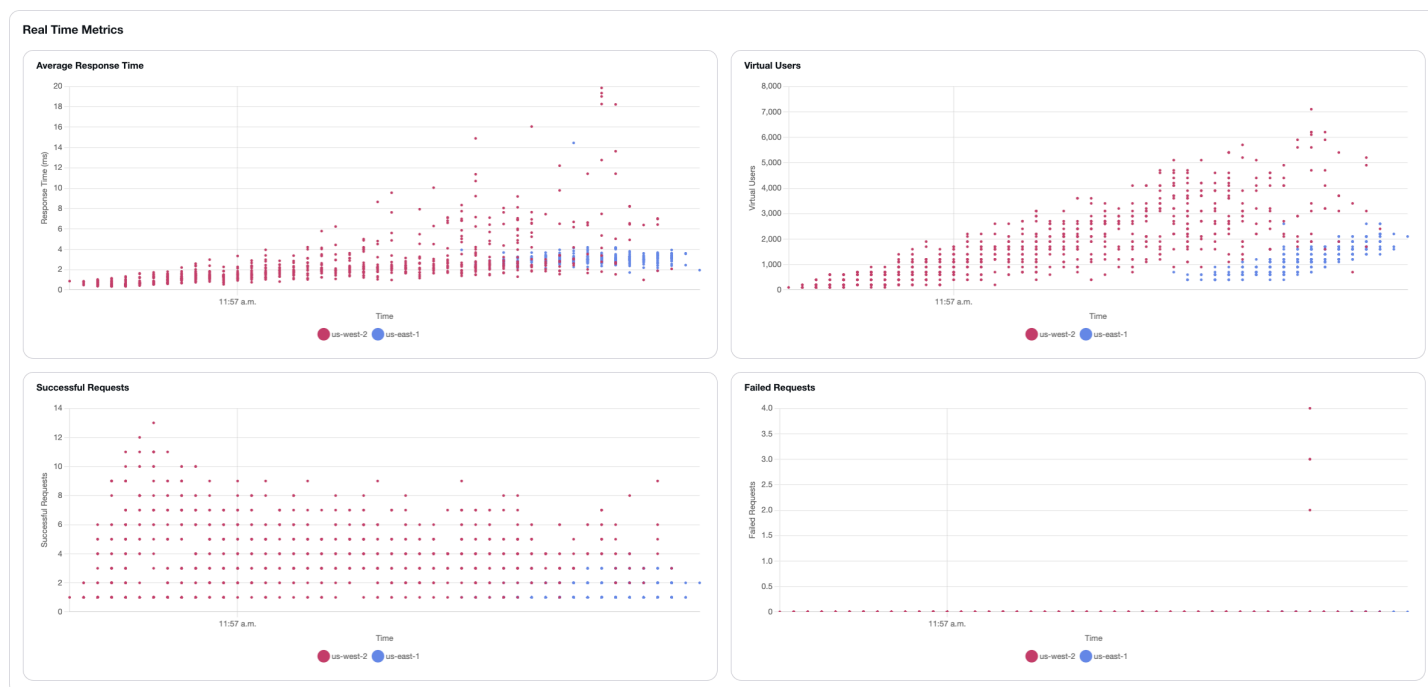 Real Time Metrics
Average Response Time
20
18
16
14
12
10
8
6
4
2
0
Response Time (ms)
11:57 a.m.
Time
us-west-2 us-east-1
Virtual Users
8,000
7,000
6,000
5,000
4,000
3,000
2,000
1,000
0
Virtual Users
11:57 a.m.
Time
us-west-2 us-east-1
Successful Requests
14
12
10
8
6
4
2
0
Successful Requests
11:57 a.m.
Time
us-west-2 us-east-1
Failed Requests
4.0
3.5
3.0
2.5
2.0
1.5
1.0
0.5
0
Failed Requests
11:57 a.m.
Time
us-west-2 us-east-1